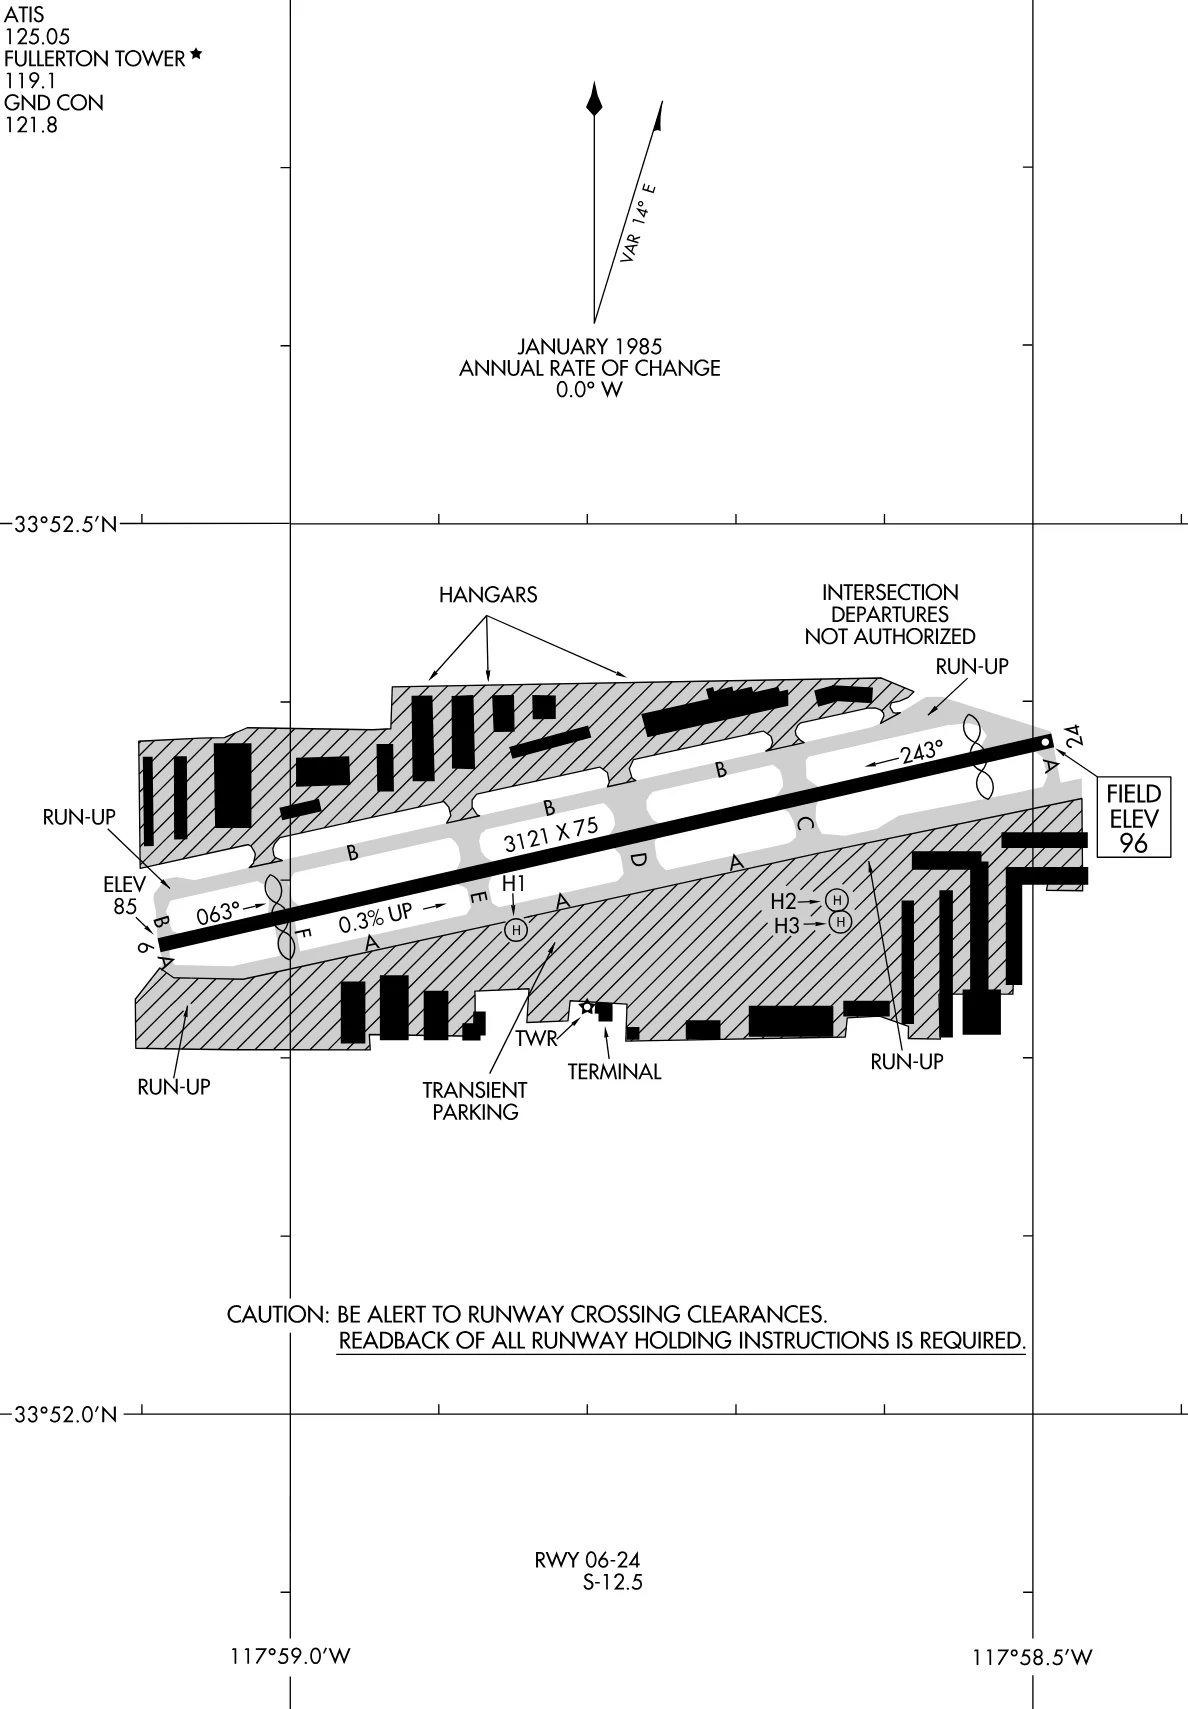 ATIS
125.05
FULLERTON TOWER
119.1
GND CON
121.8
VAR 14° E
JANUARY 1985
ANNUAL RATE OF CHANGE
0.0° W
33°52.5'N
HANGARS
INTERSECTION
DEPARTURES
NOT AUTHORIZED
RUN-UP
24
243°
A
FIELD
ELEV
96
B
B
B
3121 X 75
RUN-UP
C
D
A
ELEV
85
B
063°
0.3% UP
H1
E
A
H2
H
H3
H
6
A
F
A
H
TWR
TERMINAL
RUN-UP
RUN-UP
TRANSIENT
PARKING
CAUTION: BE ALERT TO RUNWAY CROSSING CLEARANCES.
READBACK OF ALL RUNWAY HOLDING INSTRUCTIONS IS REQUIRED.
33°52.0'N
RWY 06-24
S-12.5
117°59.0'W
117°58.5'W